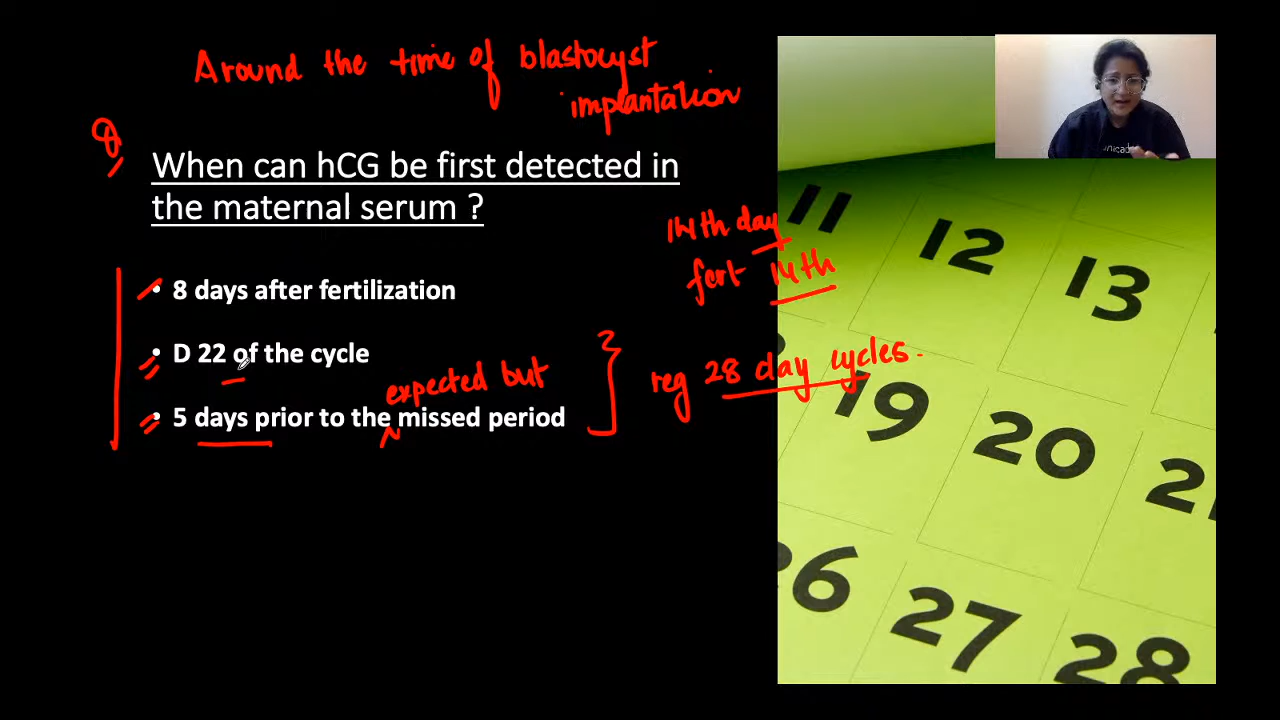 Around the time of blastocyst
implantation
Q,
When can hCG be first detected in
the maternal serum ?
14th day
fert 14th
• 8 days after fertilization
• D 22 of the cycle
expected but
• 5 days prior to the missed period
reg 28 day cycles.
11 12 13
19 20
26 27 28